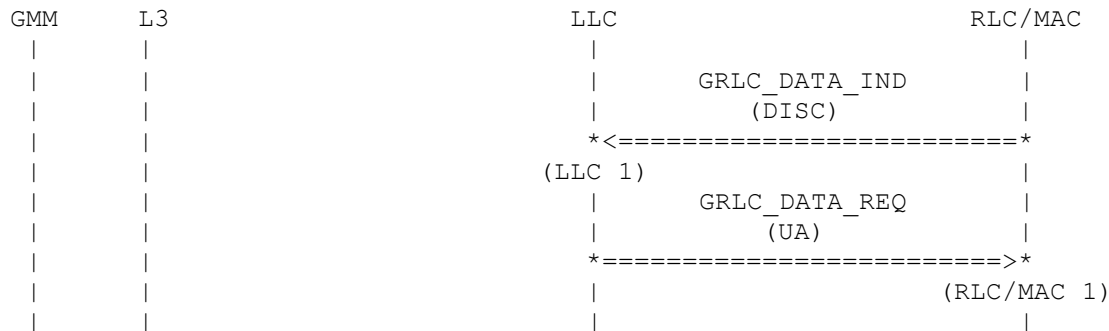 GMM L3 LLC RLC/MAC
| | | |
| | | GRLC_DATA_IND |
| | | (DISC) |
| | *<=========================*
| | (LLC 1) |
| | | GRLC_DATA_REQ |
| | | (UA) |
| | *=========================>*
| | | (RLC/MAC 1)
| | | |